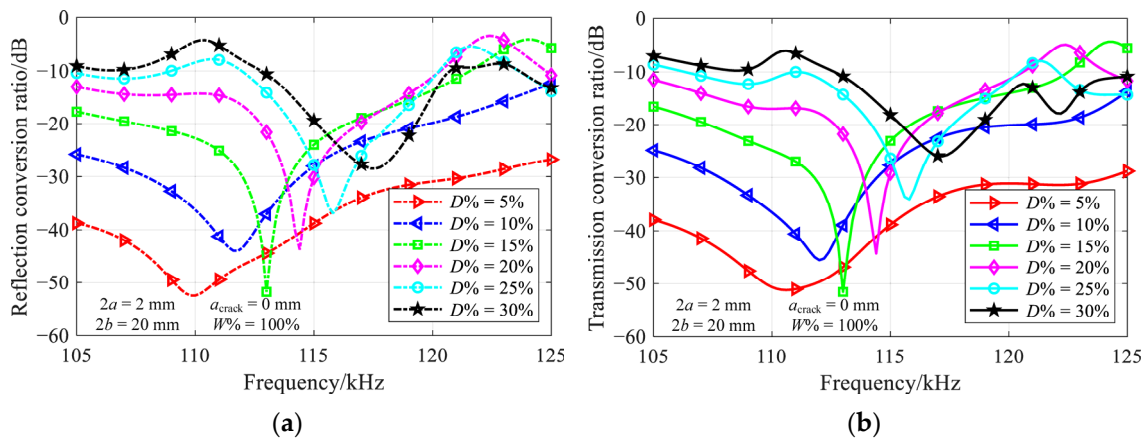 Reflection conversion ratio/dB
0
−10
−20
−30
−40
−50
−60
D% = 5%
D% = 10%
D% = 15%
D% = 20%
D% = 25%
D% = 30%
2a = 2 mm
2b = 20 mm
acrack = 0 mm
W% = 100%
105 110 115 120 125
Frequency/kHz
(a)
Transmission conversion ratio/dB
0
−10
−20
−30
−40
−50
−60
D% = 5%
D% = 10%
D% = 15%
D% = 20%
D% = 25%
D% = 30%
2a = 2 mm
2b = 20 mm
acrack = 0 mm
W% = 100%
105 110 115 120 125
Frequency/kHz
(b)